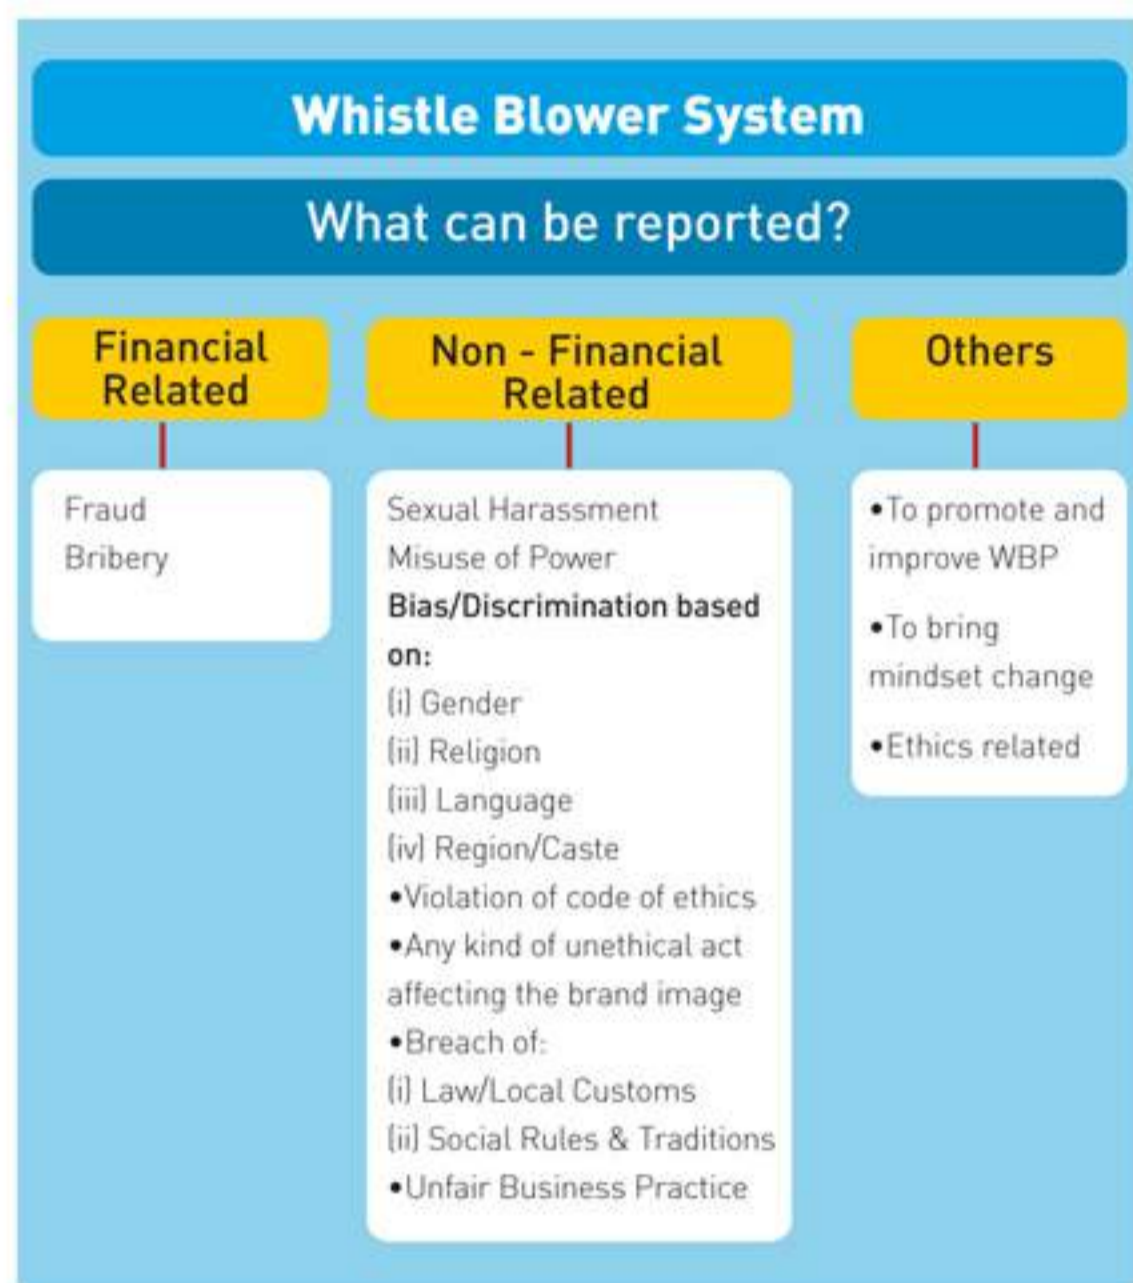 Whistle Blower System
What can be reported?
Financial
Related
Fraud
Bribery
Non - Financial
Related
Sexual Harassment
Misuse of Power
Bias/Discrimination based
on:
(i) Gender
(ii) Religion
(iii) Language
(iv) Region/Caste
•Violation of code of ethics
•Any kind of unethical act
affecting the brand image
•Breach of:
(i) Law/Local Customs
(ii) Social Rules & Traditions
•Unfair Business Practice
Others
•To promote and
improve WBP
•To bring
mindset change
•Ethics related